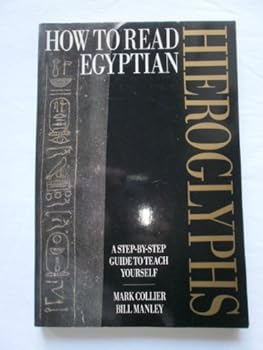 HOW TO READ
EGYPTIAN
HIEROGLYPHS
A STEP-BY-STEP
GUIDE TO TEACH
YOURSELF
MARK COLLIER
BILL MANLEY